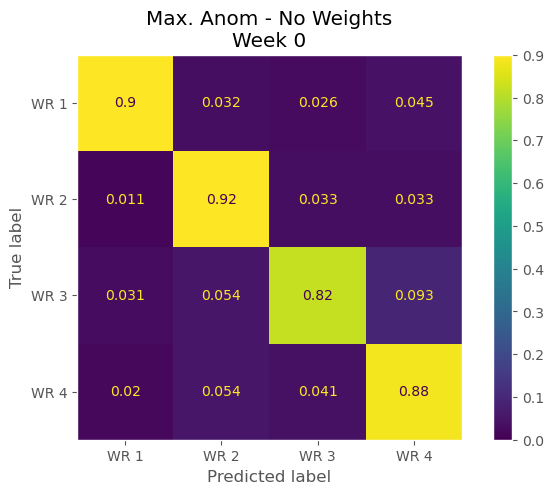 Max. Anom - No Weights
Week 0
WR 1 0.9 0.032 0.026 0.045
WR 2 0.011 0.92 0.033 0.033
WR 3 0.031 0.054 0.82 0.093
WR 4 0.02 0.054 0.041 0.88
WR 1 WR 2 WR 3 WR 4
Predicted label
True label
0.9
0.8
0.7
0.6
0.5
0.4
0.3
0.2
0.1
0.0